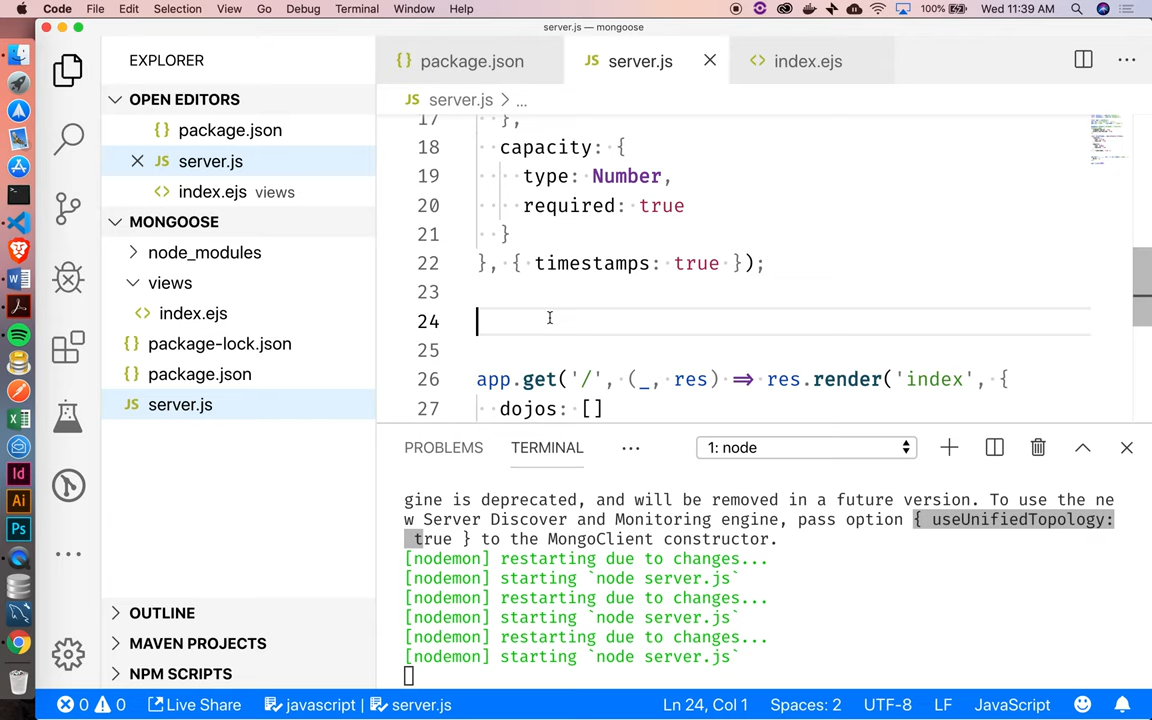 Code File Edit Selection View Go Debug Terminal Window Help 100% Wed 11:39 AM
server.js — mongoose
EXPLORER
OPEN EDITORS
{} package.json
JS server.js
<> index.ejs views
MONGOOSE
node_modules
views
<> index.ejs
{} package-lock.json
{} package.json
JS server.js
OUTLINE
MAVEN PROJECTS
NPM SCRIPTS
{} package.json
JS server.js
<> index.ejs
JS server.js > ...
17 },
18 capacity: {
19 type: Number,
20 required: true
21 }
22 }, { timestamps: true });
23
24
25
26 app.get('/', (_, res) => res.render('index', {
27 dojos: []
PROBLEMS TERMINAL ... 1: node
gine is deprecated, and will be removed in a future version. To use the ne
w Server Discover and Monitoring engine, pass option { useUnifiedTopology:
true } to the MongoClient constructor.
[nodemon] restarting due to changes...
[nodemon] starting `node server.js`
[nodemon] restarting due to changes...
[nodemon] starting `node server.js`
[nodemon] restarting due to changes...
[nodemon] starting `node server.js`
0 0 Live Share javascript | server.js Ln 24, Col 1 Spaces: 2 UTF-8 LF JavaScript
Id
Ai
Ps